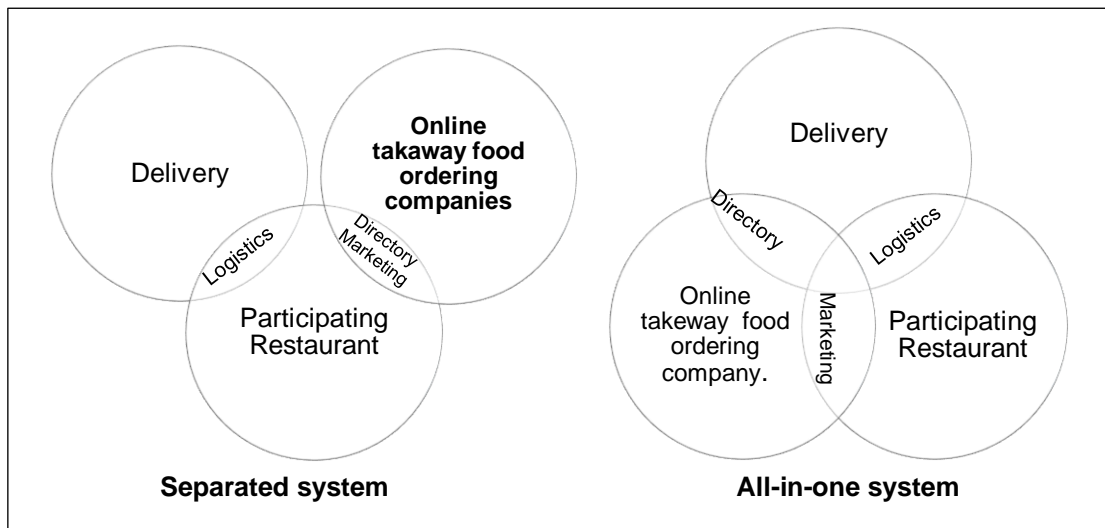 Delivery
Online
takaway food
ordering
companies
Logistics
Directory
Marketing
Participating
Restaurant
Separated system
Delivery
Directory
Logistics
Online
takeway food
ordering
company.
Marketing
Participating
Restaurant
All-in-one system